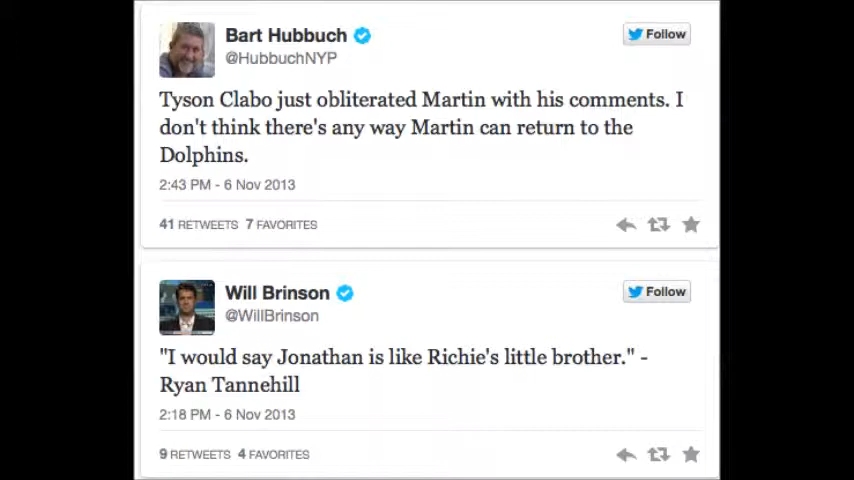 Bart Hubbuch
Follow
@HubbuchNYP
Tyson Clabo just obliterated Martin with his comments. I
don't think there's any way Martin can return to the
Dolphins.
2:43 PM - 6 Nov 2013
41 RETWEETS 7 FAVORITES
Will Brinson
Follow
@WillBrinson
"I would say Jonathan is like Richie's little brother." -
Ryan Tannehill
2:18 PM - 6 Nov 2013
9 RETWEETS 4 FAVORITES